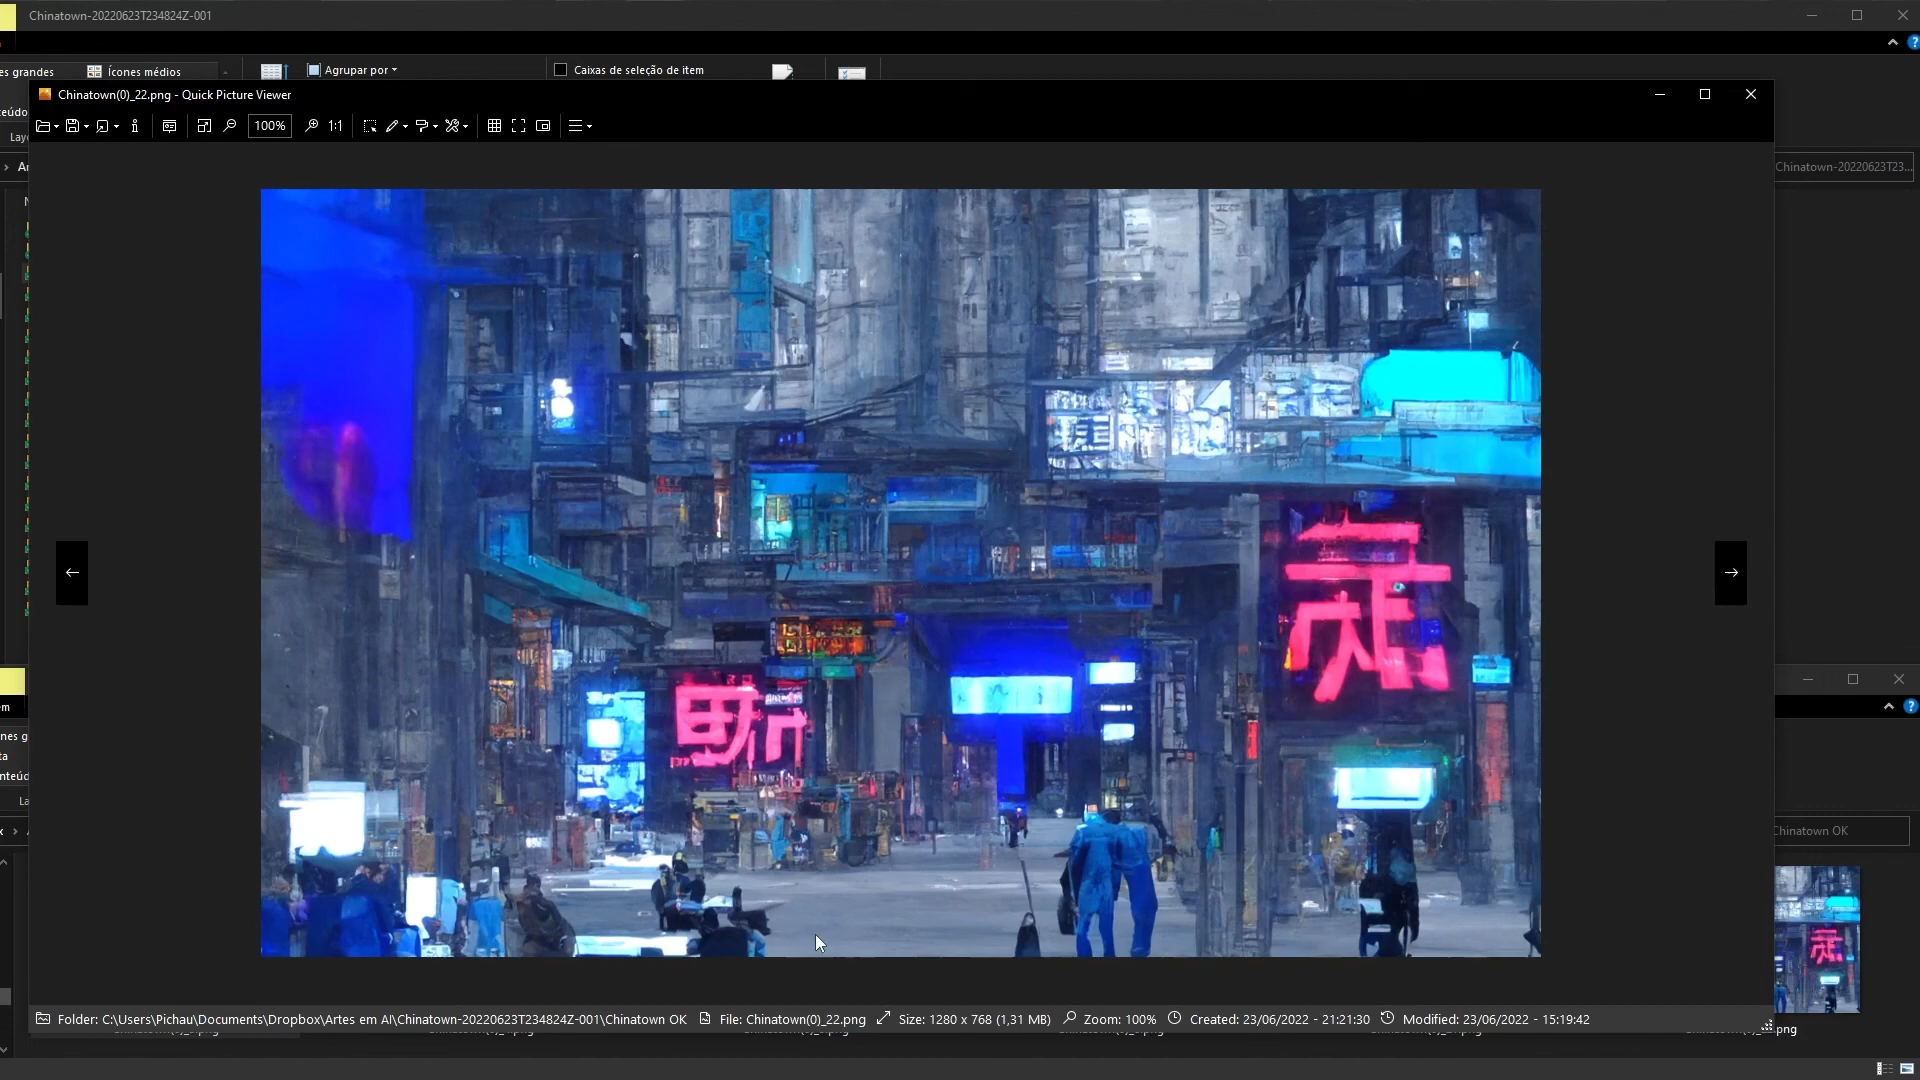 Chinatown-20220623T234824Z-001
es grandes
Ícones médios
Agrupar por
Caixas de seleção de item
Chinatown(0)_22.png - Quick Picture Viewer
100%
1:1
Chinatown-20220623T23...
Chinatown OK
Folder: C:\Users\Pichau\Documents\Dropbox\Artes em AI\Chinatown-20220623T234824Z-001\Chinatown OK
File: Chinatown(0)_22.png
Size: 1280 x 768 (1,31 MB)
Zoom: 100%
Created: 23/06/2022 - 21:21:30
Modified: 23/06/2022 - 15:19:42